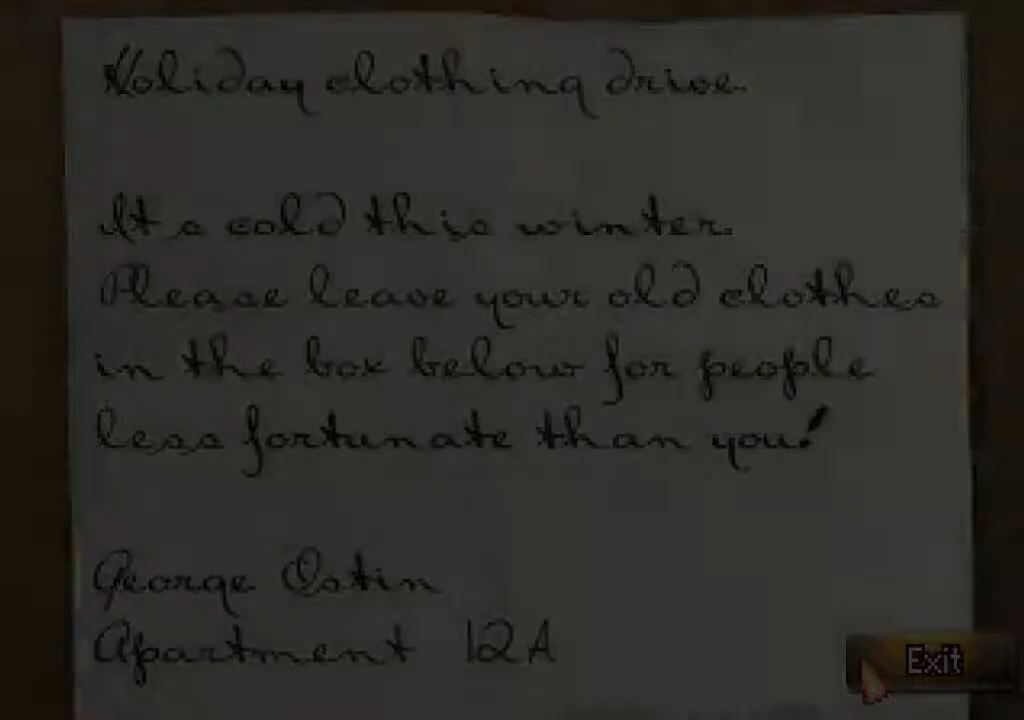 Holiday clothing drive.
It s cold this winter.
Please leave your old clothes
in the box below for people
less fortunate than you!
George Ostin
Apartment 12A
Exit